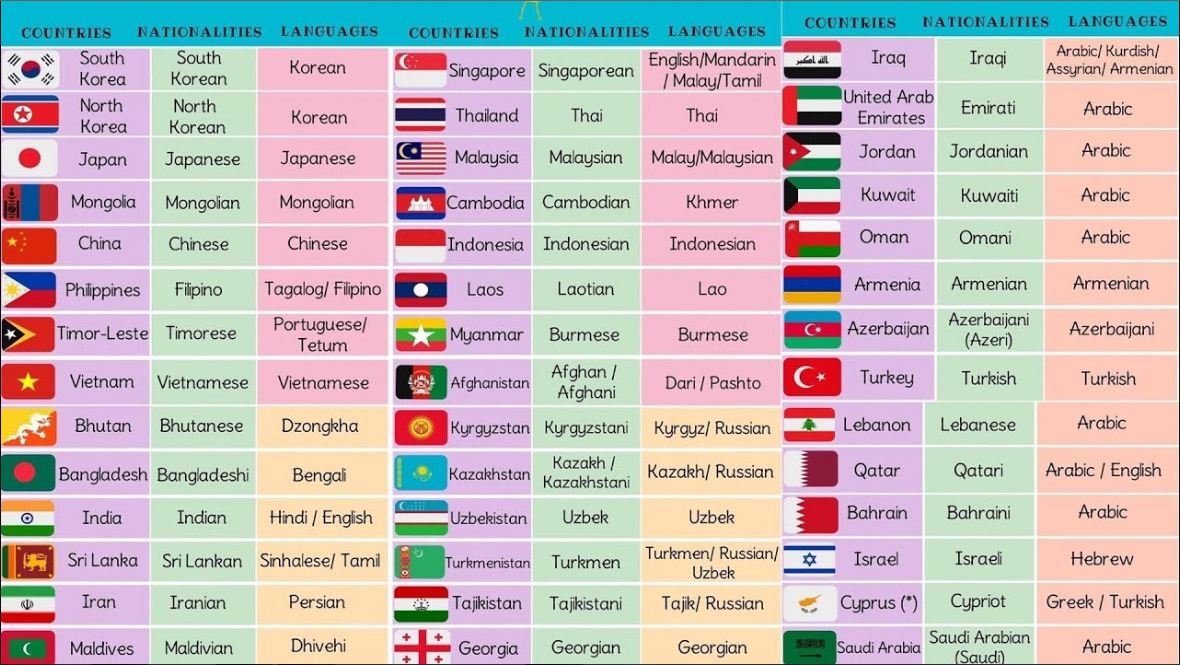 COUNTRIES NATIONALITIES LANGUAGES
South Korea South Korean Korean
North Korea North Korean Korean
Japan Japanese Japanese
Mongolia Mongolian Mongolian
China Chinese Chinese
Philippines Filipino Tagalog/ Filipino
Timor-Leste Timorese Portuguese/ Tetum
Vietnam Vietnamese Vietnamese
Bhutan Bhutanese Dzongkha
Bangladesh Bangladeshi Bengali
India Indian Hindi / English
Sri Lanka Sri Lankan Sinhalese/ Tamil
Iran Iranian Persian
Maldives Maldivian Dhivehi
COUNTRIES NATIONALITIES LANGUAGES
Singapore Singaporean English/Mandarin / Malay/Tamil
Thailand Thai Thai
Malaysia Malaysian Malay/Malaysian
Cambodia Cambodian Khmer
Indonesia Indonesian Indonesian
Laos Laotian Lao
Myanmar Burmese Burmese
Afghanistan Afghan / Afghani Dari / Pashto
Kyrgyzstan Kyrgyzstani Kyrgyz/ Russian
Kazakhstan Kazakh / Kazakhstani Kazakh/ Russian
Uzbekistan Uzbek Uzbek
Turkmenistan Turkmen Turkmen/ Russian/ Uzbek
Tajikistan Tajikistani Tajik/ Russian
Georgia Georgian Georgian
COUNTRIES NATIONALITIES LANGUAGES
الله اكبر Iraq Iraqi Arabic/ Kurdish/ Assyrian/ Armenian
United Arab Emirates Emirati Arabic
Jordan Jordanian Arabic
Kuwait Kuwaiti Arabic
Oman Omani Arabic
Armenia Armenian Armenian
Azerbaijan Azerbaijani (Azeri) Azerbaijani
Turkey Turkish Turkish
Lebanon Lebanese Arabic
Qatar Qatari Arabic / English
Bahrain Bahraini Arabic
Israel Israeli Hebrew
Cyprus (*) Cypriot Greek / Turkish
Saudi Arabia Saudi Arabian (Saudi) Arabic